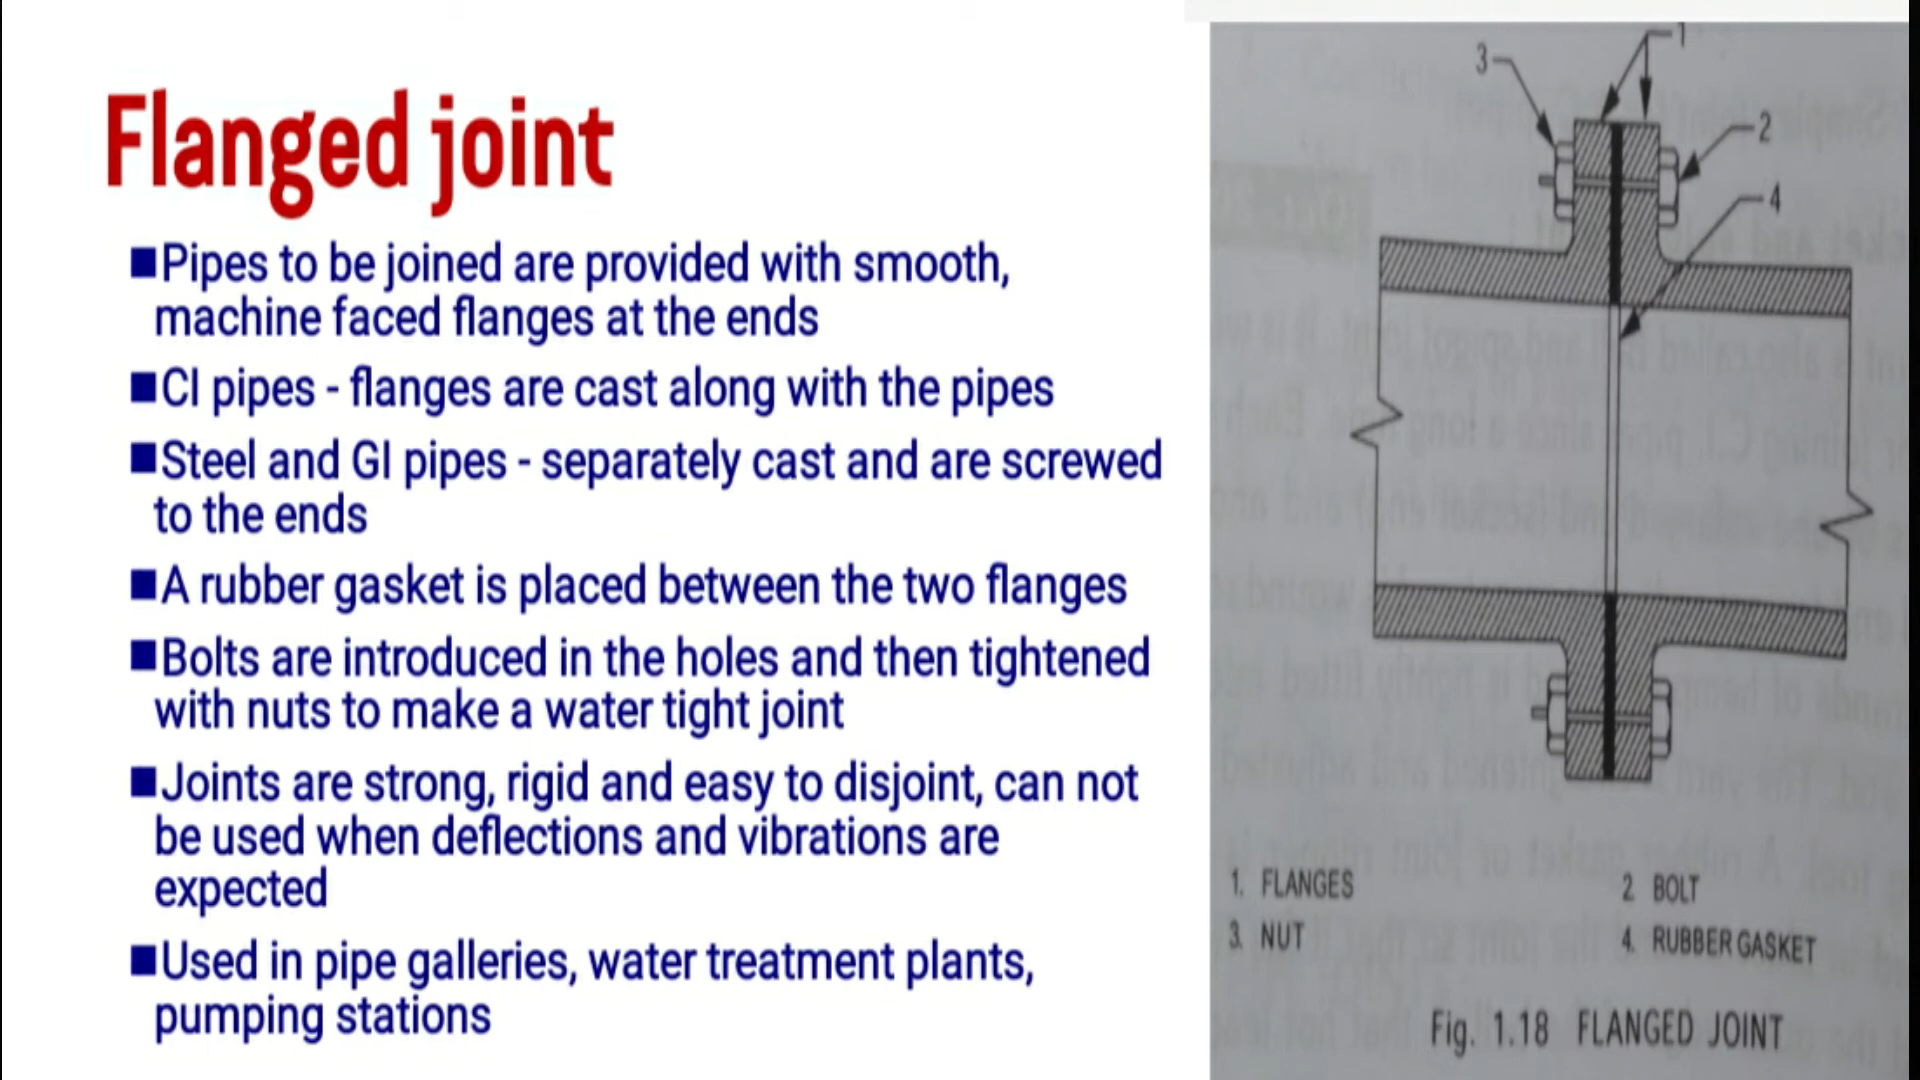 Flanged joint
■Pipes to be joined are provided with smooth,
machine faced flanges at the ends
■CI pipes - flanges are cast along with the pipes
■Steel and GI pipes - separately cast and are screwed
to the ends
■A rubber gasket is placed between the two flanges
■Bolts are introduced in the holes and then tightened
with nuts to make a water tight joint
■Joints are strong, rigid and easy to disjoint, can not
be used when deflections and vibrations are
expected
■Used in pipe galleries, water treatment plants,
pumping stations
1
3
2
4
1. FLANGES
2 BOLT
3. NUT
4. RUBBER GASKET
Fig. 1.18 FLANGED JOINT